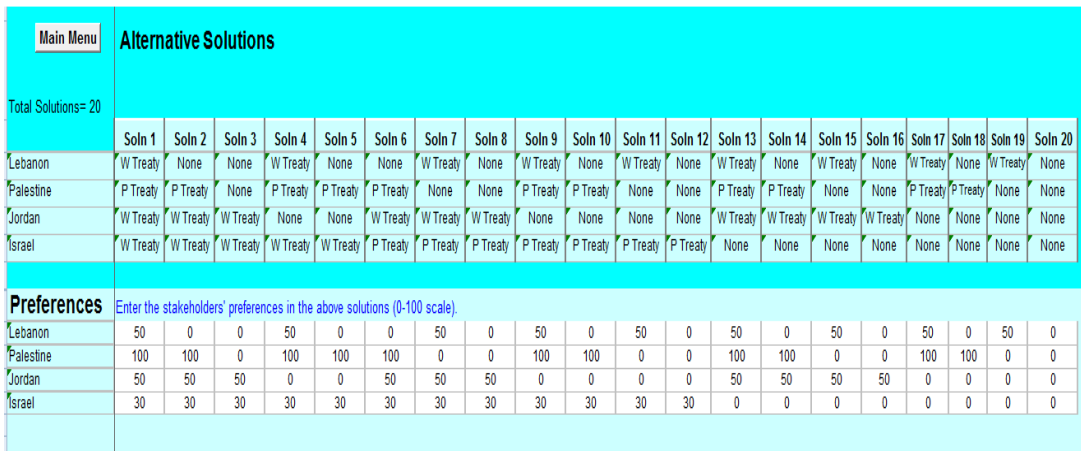 Main Menu
Alternative Solutions
Total Solutions= 20
Soln 1 Soln 2 Soln 3 Soln 4 Soln 5 Soln 6 Soln 7 Soln 8 Soln 9 Soln 10 Soln 11 Soln 12 Soln 13 Soln 14 Soln 15 Soln 16 Soln 17 Soln 18 Soln 19 Soln 20
Lebanon W Treaty None None W Treaty None None W Treaty None W Treaty None W Treaty None W Treaty None W Treaty None W Treaty None W Treaty None
Palestine P Treaty P Treaty None P Treaty P Treaty P Treaty None None P Treaty P Treaty None None P Treaty P Treaty None None P Treaty P Treaty None None
Jordan W Treaty W Treaty W Treaty None None W Treaty W Treaty W Treaty None None None None W Treaty W Treaty W Treaty W Treaty None None None None
Israel W Treaty W Treaty W Treaty W Treaty W Treaty P Treaty P Treaty P Treaty P Treaty P Treaty P Treaty P Treaty None None None None None None None None
Preferences Enter the stakeholders' preferences in the above solutions (0-100 scale).
Lebanon 50 0 0 50 0 0 50 0 50 0 50 0 50 0 50 0 50 0 50 0
Palestine 100 100 0 100 100 100 0 0 100 100 0 0 100 100 0 0 100 100 0 0
Jordan 50 50 50 0 0 50 50 50 0 0 0 0 50 50 50 50 0 0 0 0
Israel 30 30 30 30 30 30 30 30 30 30 30 30 0 0 0 0 0 0 0 0